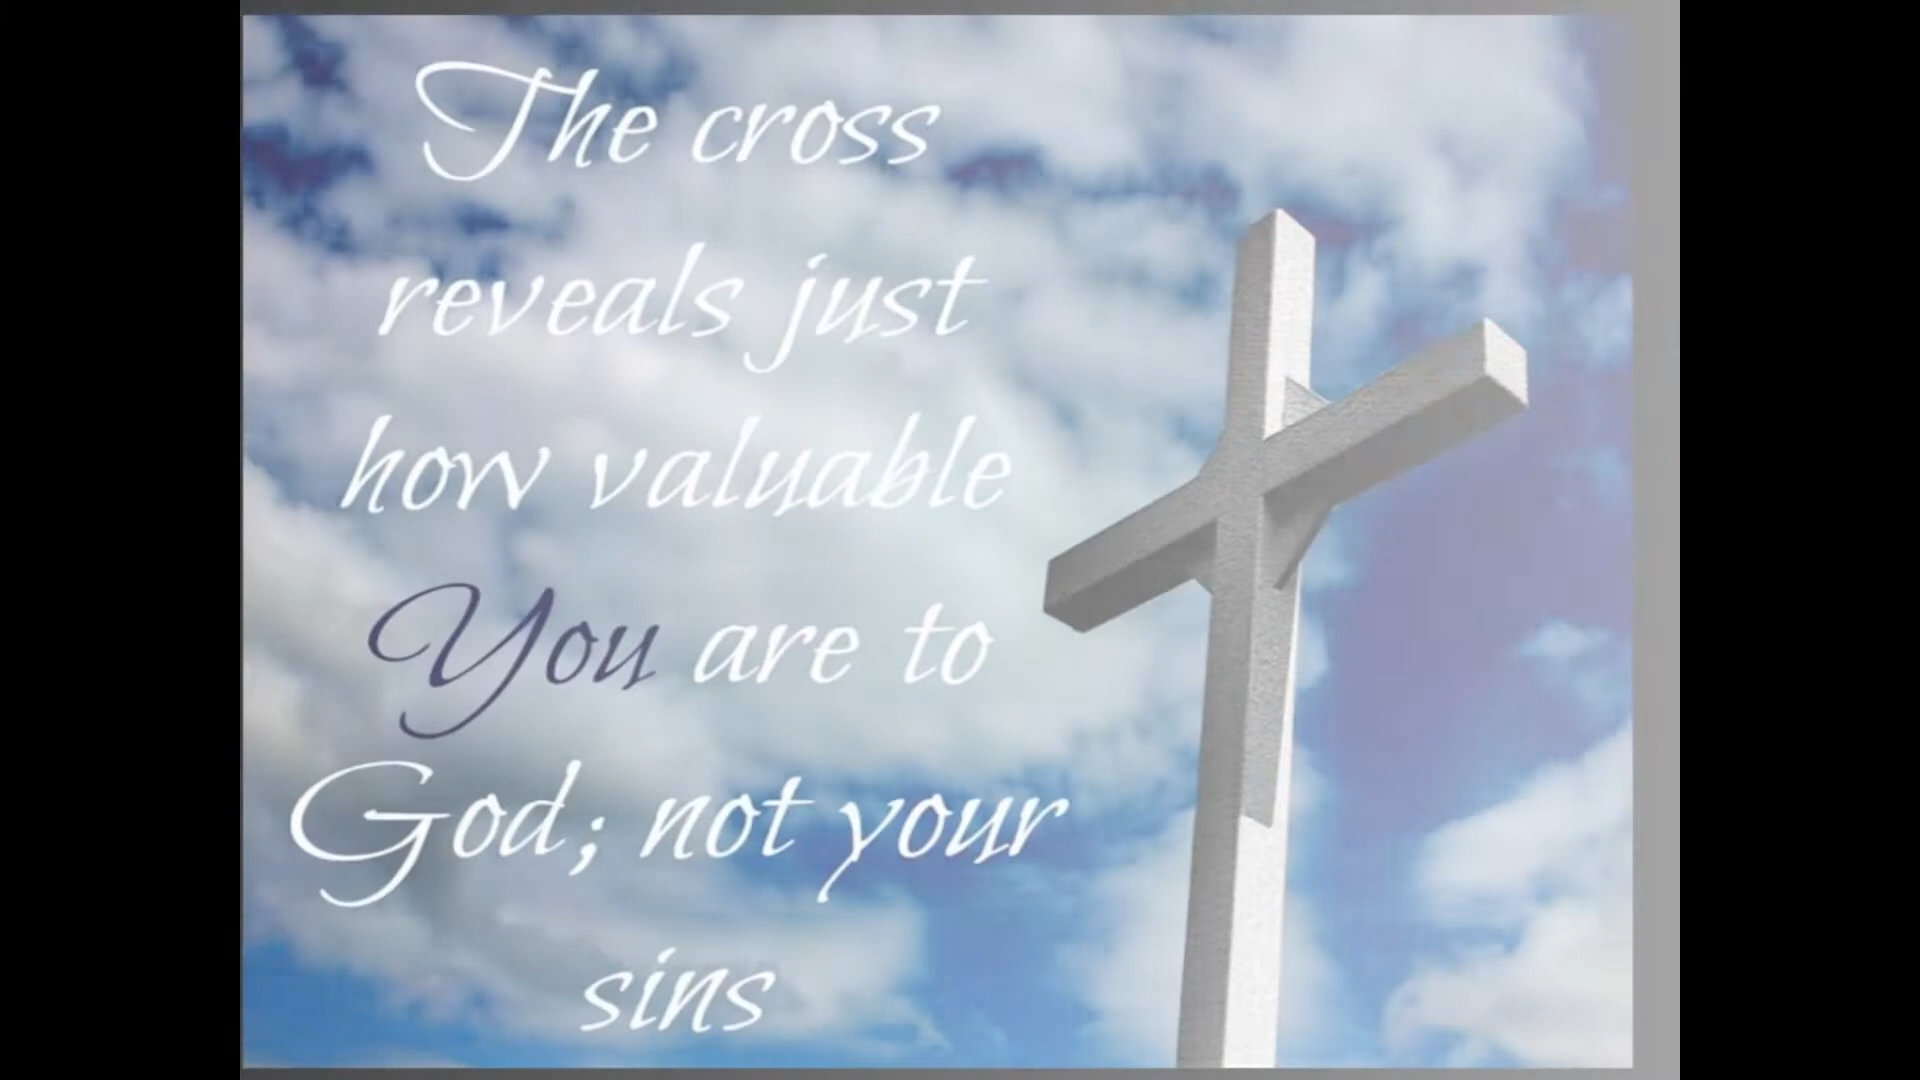 The cross
reveals just
how valuable
You are to
God; not your
sins